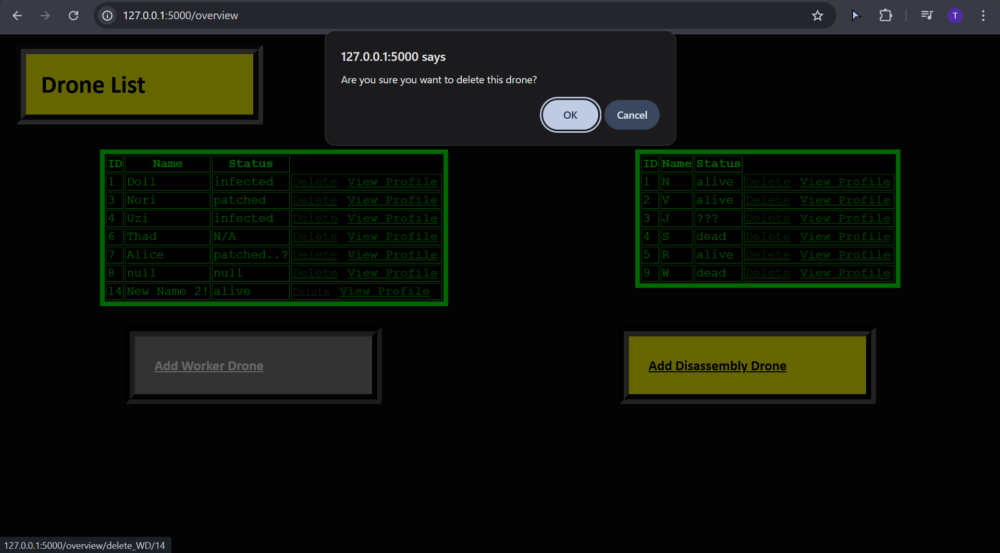 127.0.0.1:5000/overview
T
127.0.0.1:5000 says
Are you sure you want to delete this drone?
OK Cancel
Drone List
ID Name Status
1 Doll infected Delete View Profile
3 Nori patched Delete View Profile
4 Uzi infected Delete View Profile
6 Thad N/A Delete View Profile
7 Alice patched..? Delete View Profile
8 null null Delete View Profile
14 New Name 2! alive Delete View Profile
ID Name Status
1 N alive Delete View Profile
2 V alive Delete View Profile
3 J ??? Delete View Profile
4 S dead Delete View Profile
5 R alive Delete View Profile
9 W dead Delete View Profile
Add Worker Drone
Add Disassembly Drone
127.0.0.1:5000/overview/delete_WD/14